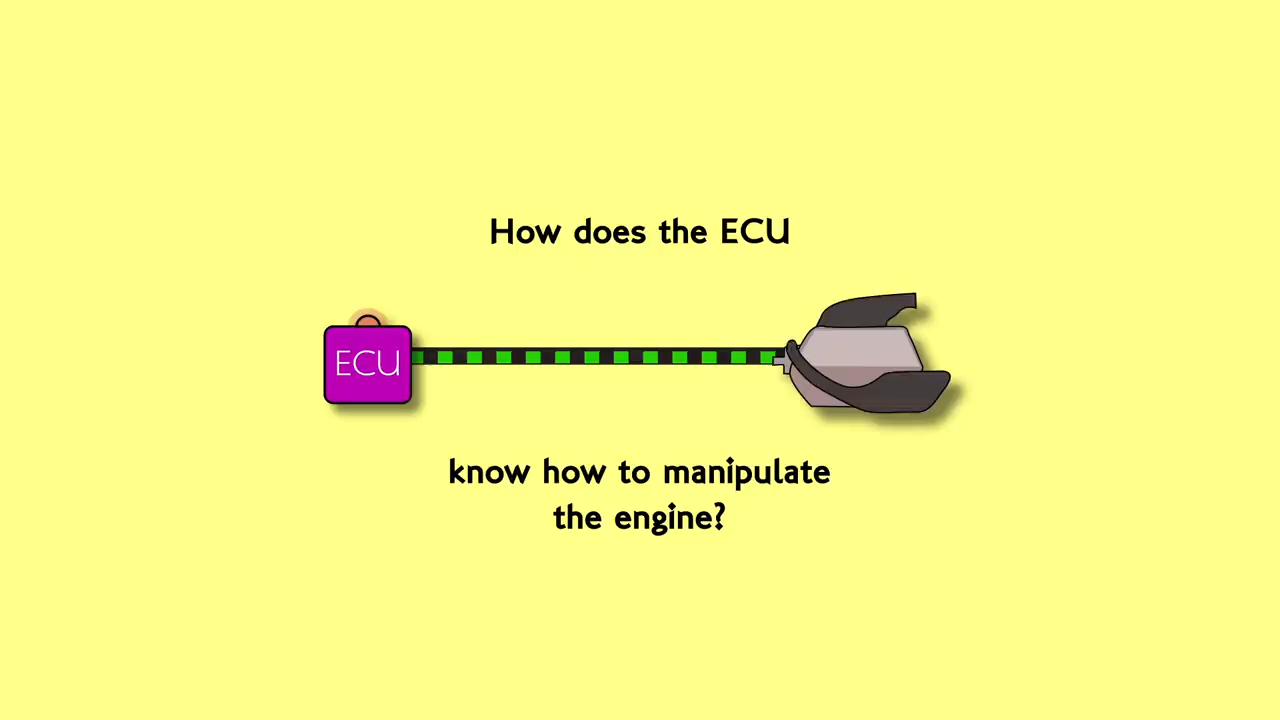 How does the ECU
ECU
know how to manipulate
the engine?